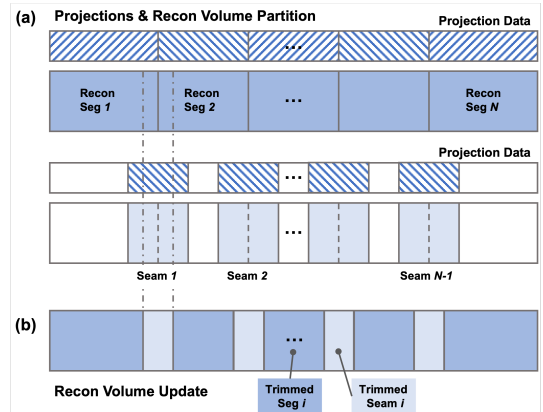 (a)
Projections & Recon Volume Partition
Projection Data
...
Recon
Seg 1
Recon
Seg 2
...
Recon
Seg N
Projection Data
...
...
Seam 1
Seam 2
Seam N-1
(b)
...
Recon Volume Update
Trimmed
Seg i
Trimmed
Seam i